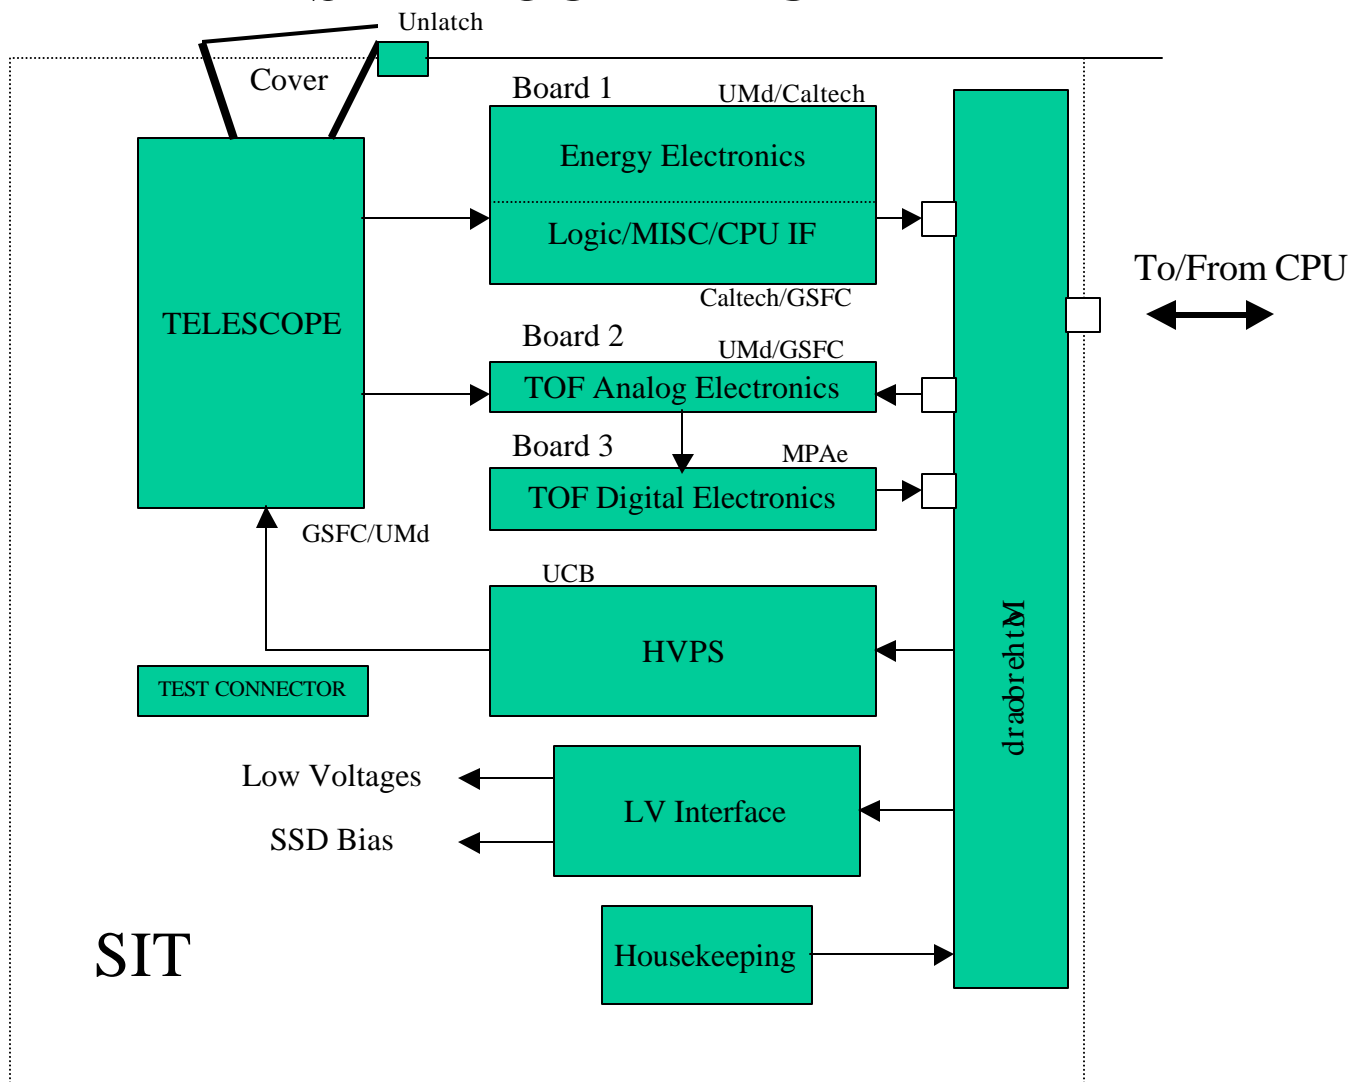 Unlatch
Cover
Board 1
UMd/Caltech
Energy Electronics
Logic/MISC/CPU IF
Caltech/GSFC
To/From CPU
TELESCOPE
Board 2
UMd/GSFC
TOF Analog Electronics
Board 3
MPAe
TOF Digital Electronics
GSFC/UMd
UCB
HVPS
Motherboard
TEST CONNECTOR
Low Voltages
LV Interface
SSD Bias
SIT
Housekeeping